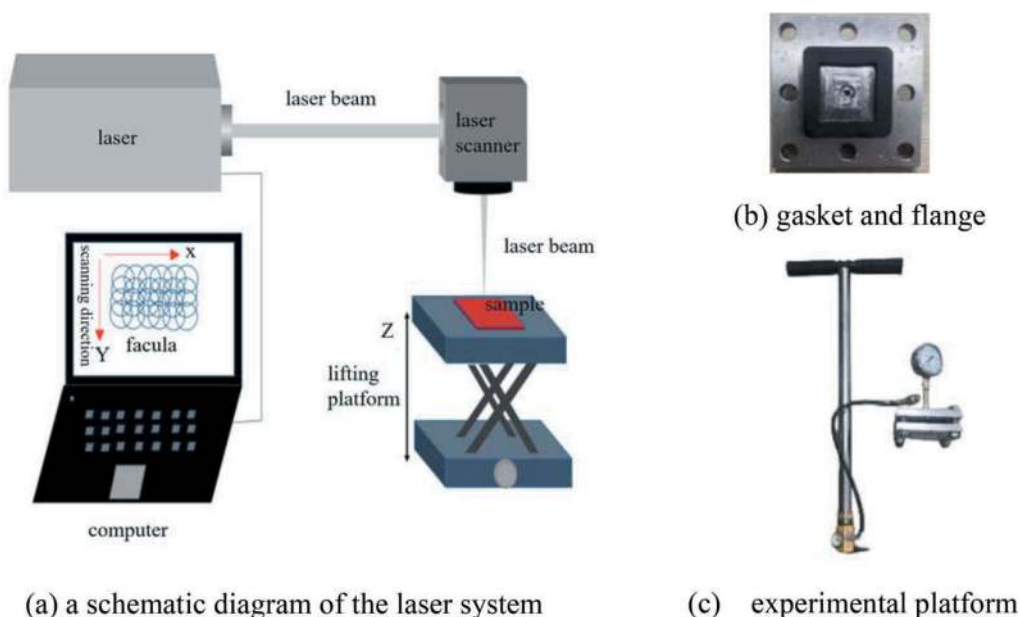 laser beam
laser
laser
scanner
laser beam
x
scanning direction
Y
facula
computer
sample
Z
lifting
platform
(a) a schematic diagram of the laser system
(b) gasket and flange
(c) experimental platform